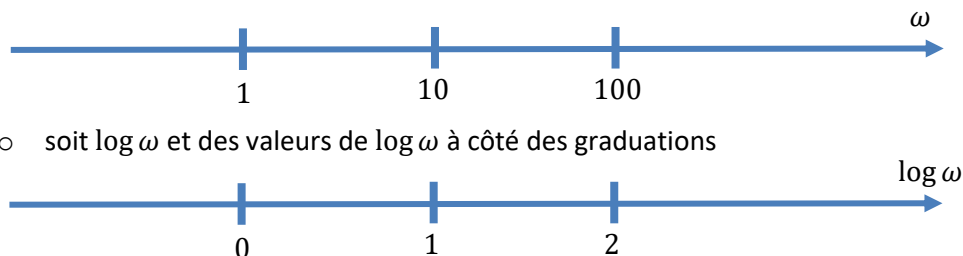 ω
1 10 100
o soit log ω et des valeurs de log ω à côté des graduations
log ω
0 1 2